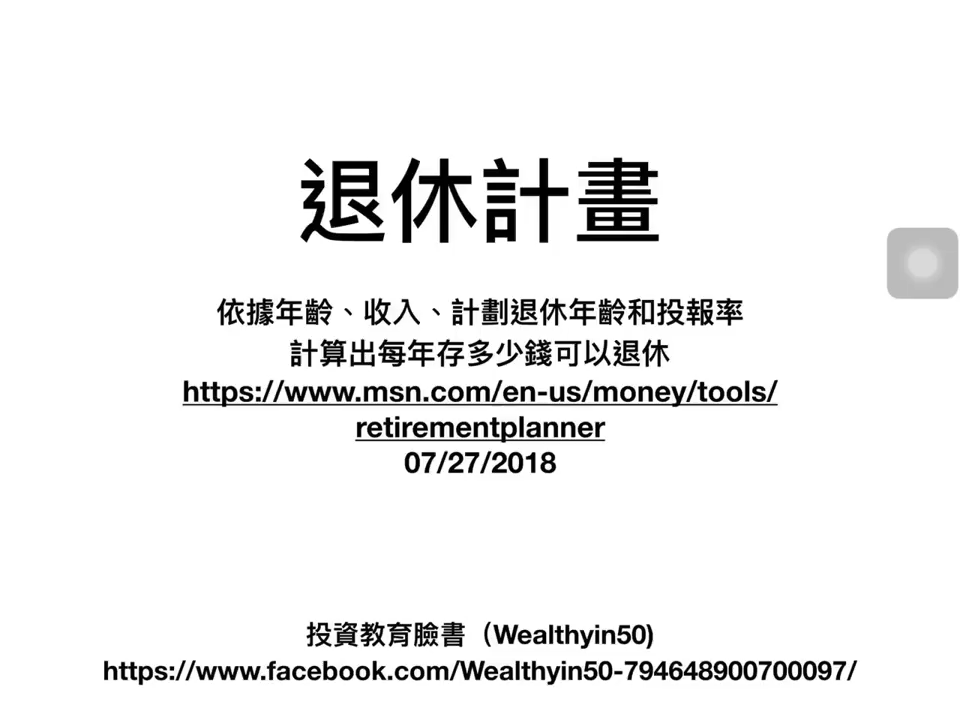 退休計畫
依據年齡、收入、計劃退休年齡和投報率
計算出每年存多少錢可以退休
https://www.msn.com/en-us/money/tools/
retirementplanner
07/27/2018
投資教育臉書（Wealthyin50)
https://www.facebook.com/Wealthyin50-794648900700097/